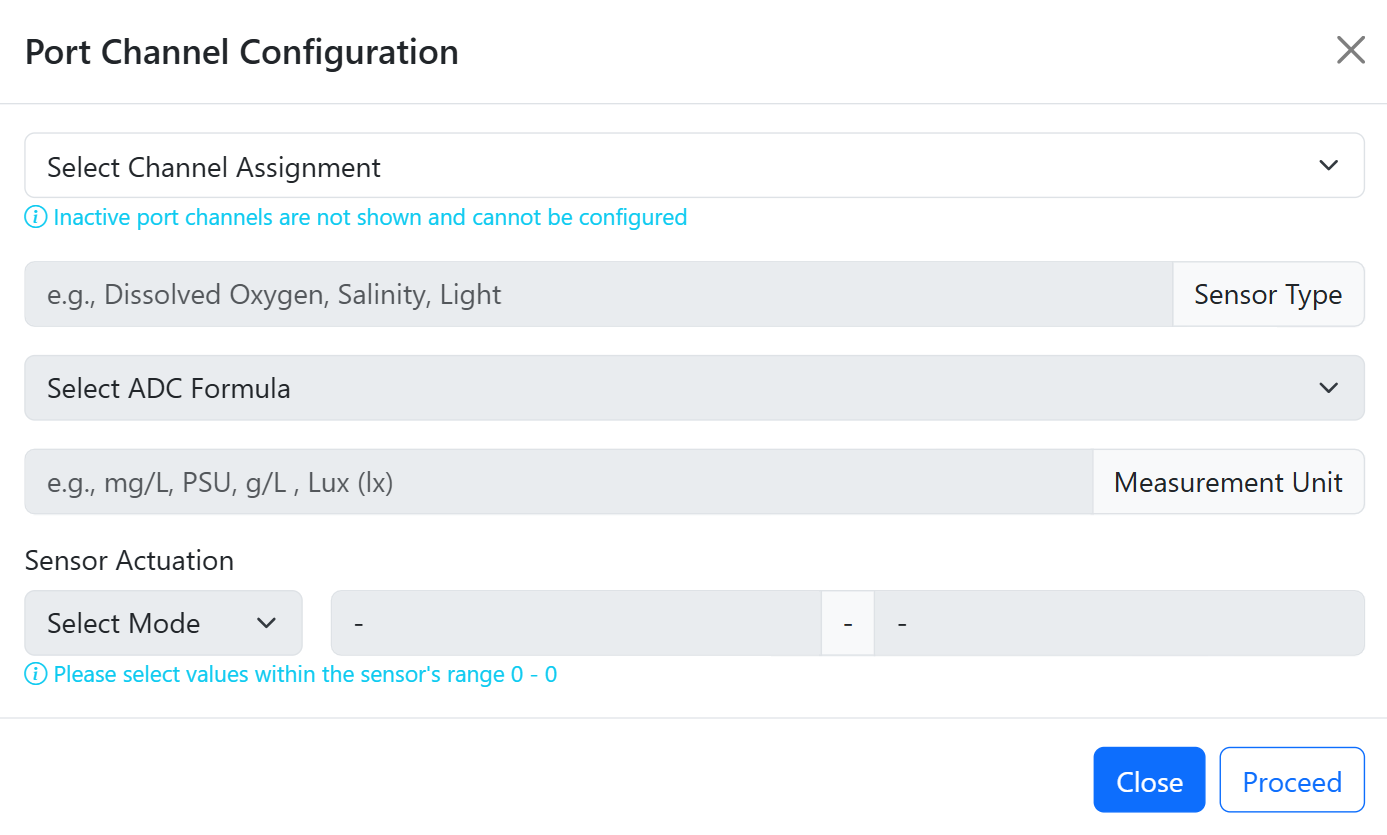 Port Channel Configuration
Select Channel Assignment
Inactive port channels are not shown and cannot be configured
e.g., Dissolved Oxygen, Salinity, Light Sensor Type
Select ADC Formula
e.g., mg/L, PSU, g/L , Lux (lx) Measurement Unit
Sensor Actuation
Select Mode - - -
Please select values within the sensor's range 0 - 0
Close Proceed